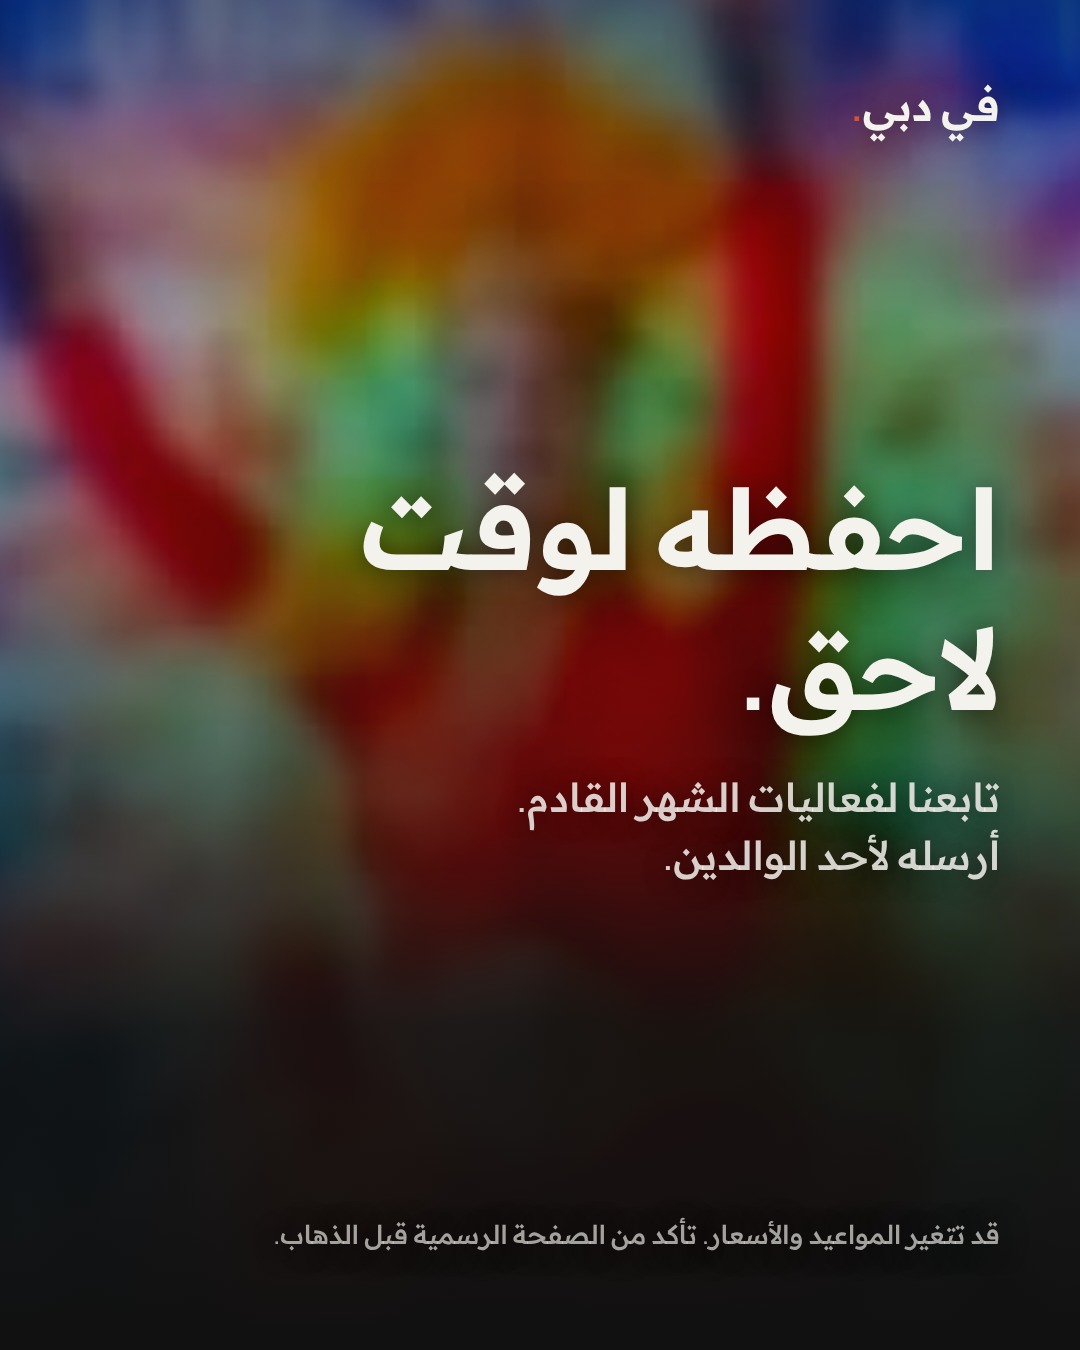 في دبي.
احفظه لوقت
لاحق.
تابعنا لفعاليات الشهر القادم.
أرسله لأحد الوالدين.
قد تتغير المواعيد والأسعار. تأكد من الصفحة الرسمية قبل الذهاب.